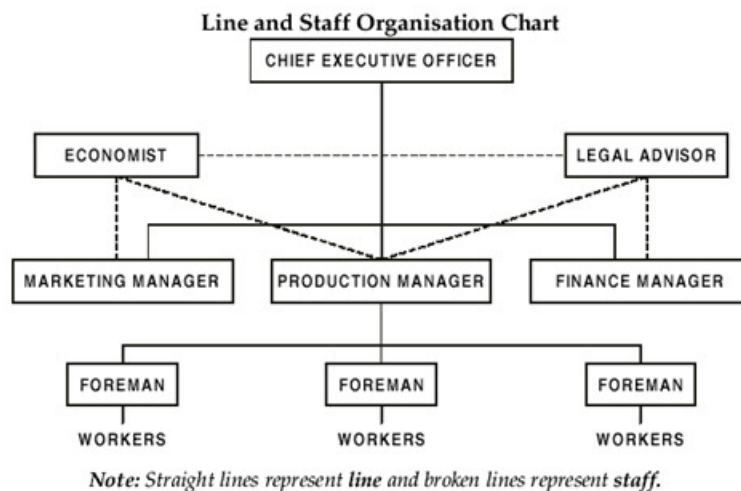 Line and Staff Organisation Chart
CHIEF EXECUTIVE OFFICER
ECONOMIST
LEGAL ADVISOR
MARKETING MANAGER
PRODUCTION MANAGER
FINANCE MANAGER
FOREMAN
FOREMAN
FOREMAN
WORKERS
WORKERS
WORKERS
Note: Straight lines represent line and broken lines represent staff.